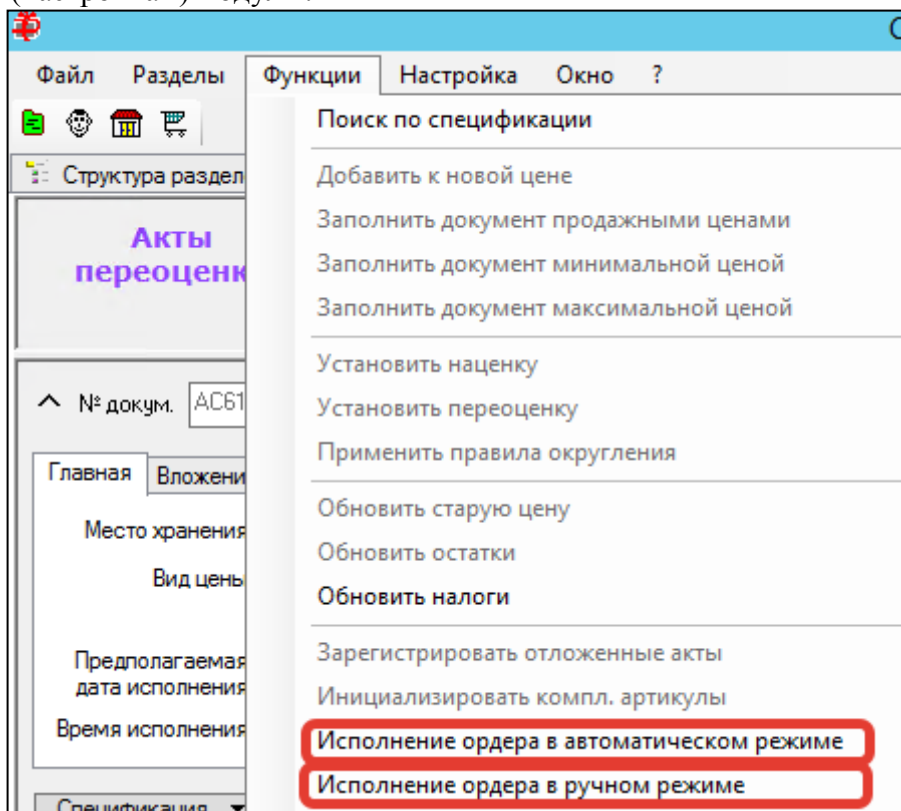 Файл Разделы Функции Настройка Окно ?
Поиск по спецификации
Структура раздел
Добавить к новой цене
Заполнить документ продажными ценами
Акты
переоценк
Заполнить документ минимальной ценой
Заполнить документ максимальной ценой
Установить наценку
№ докум. АС61
Установить переоценку
Применить правила округления
Главная Вложени
Обновить старую цену
Место хранения
Обновить остатки
Вид цены
Обновить налоги
Предполагаемая
дата исполнения
Зарегистрировать отложенные акты
Инициализировать компл. артикулы
Время исполнения
Исполнение ордера в автоматическом режиме
Исполнение ордера в ручном режиме
Спецификация